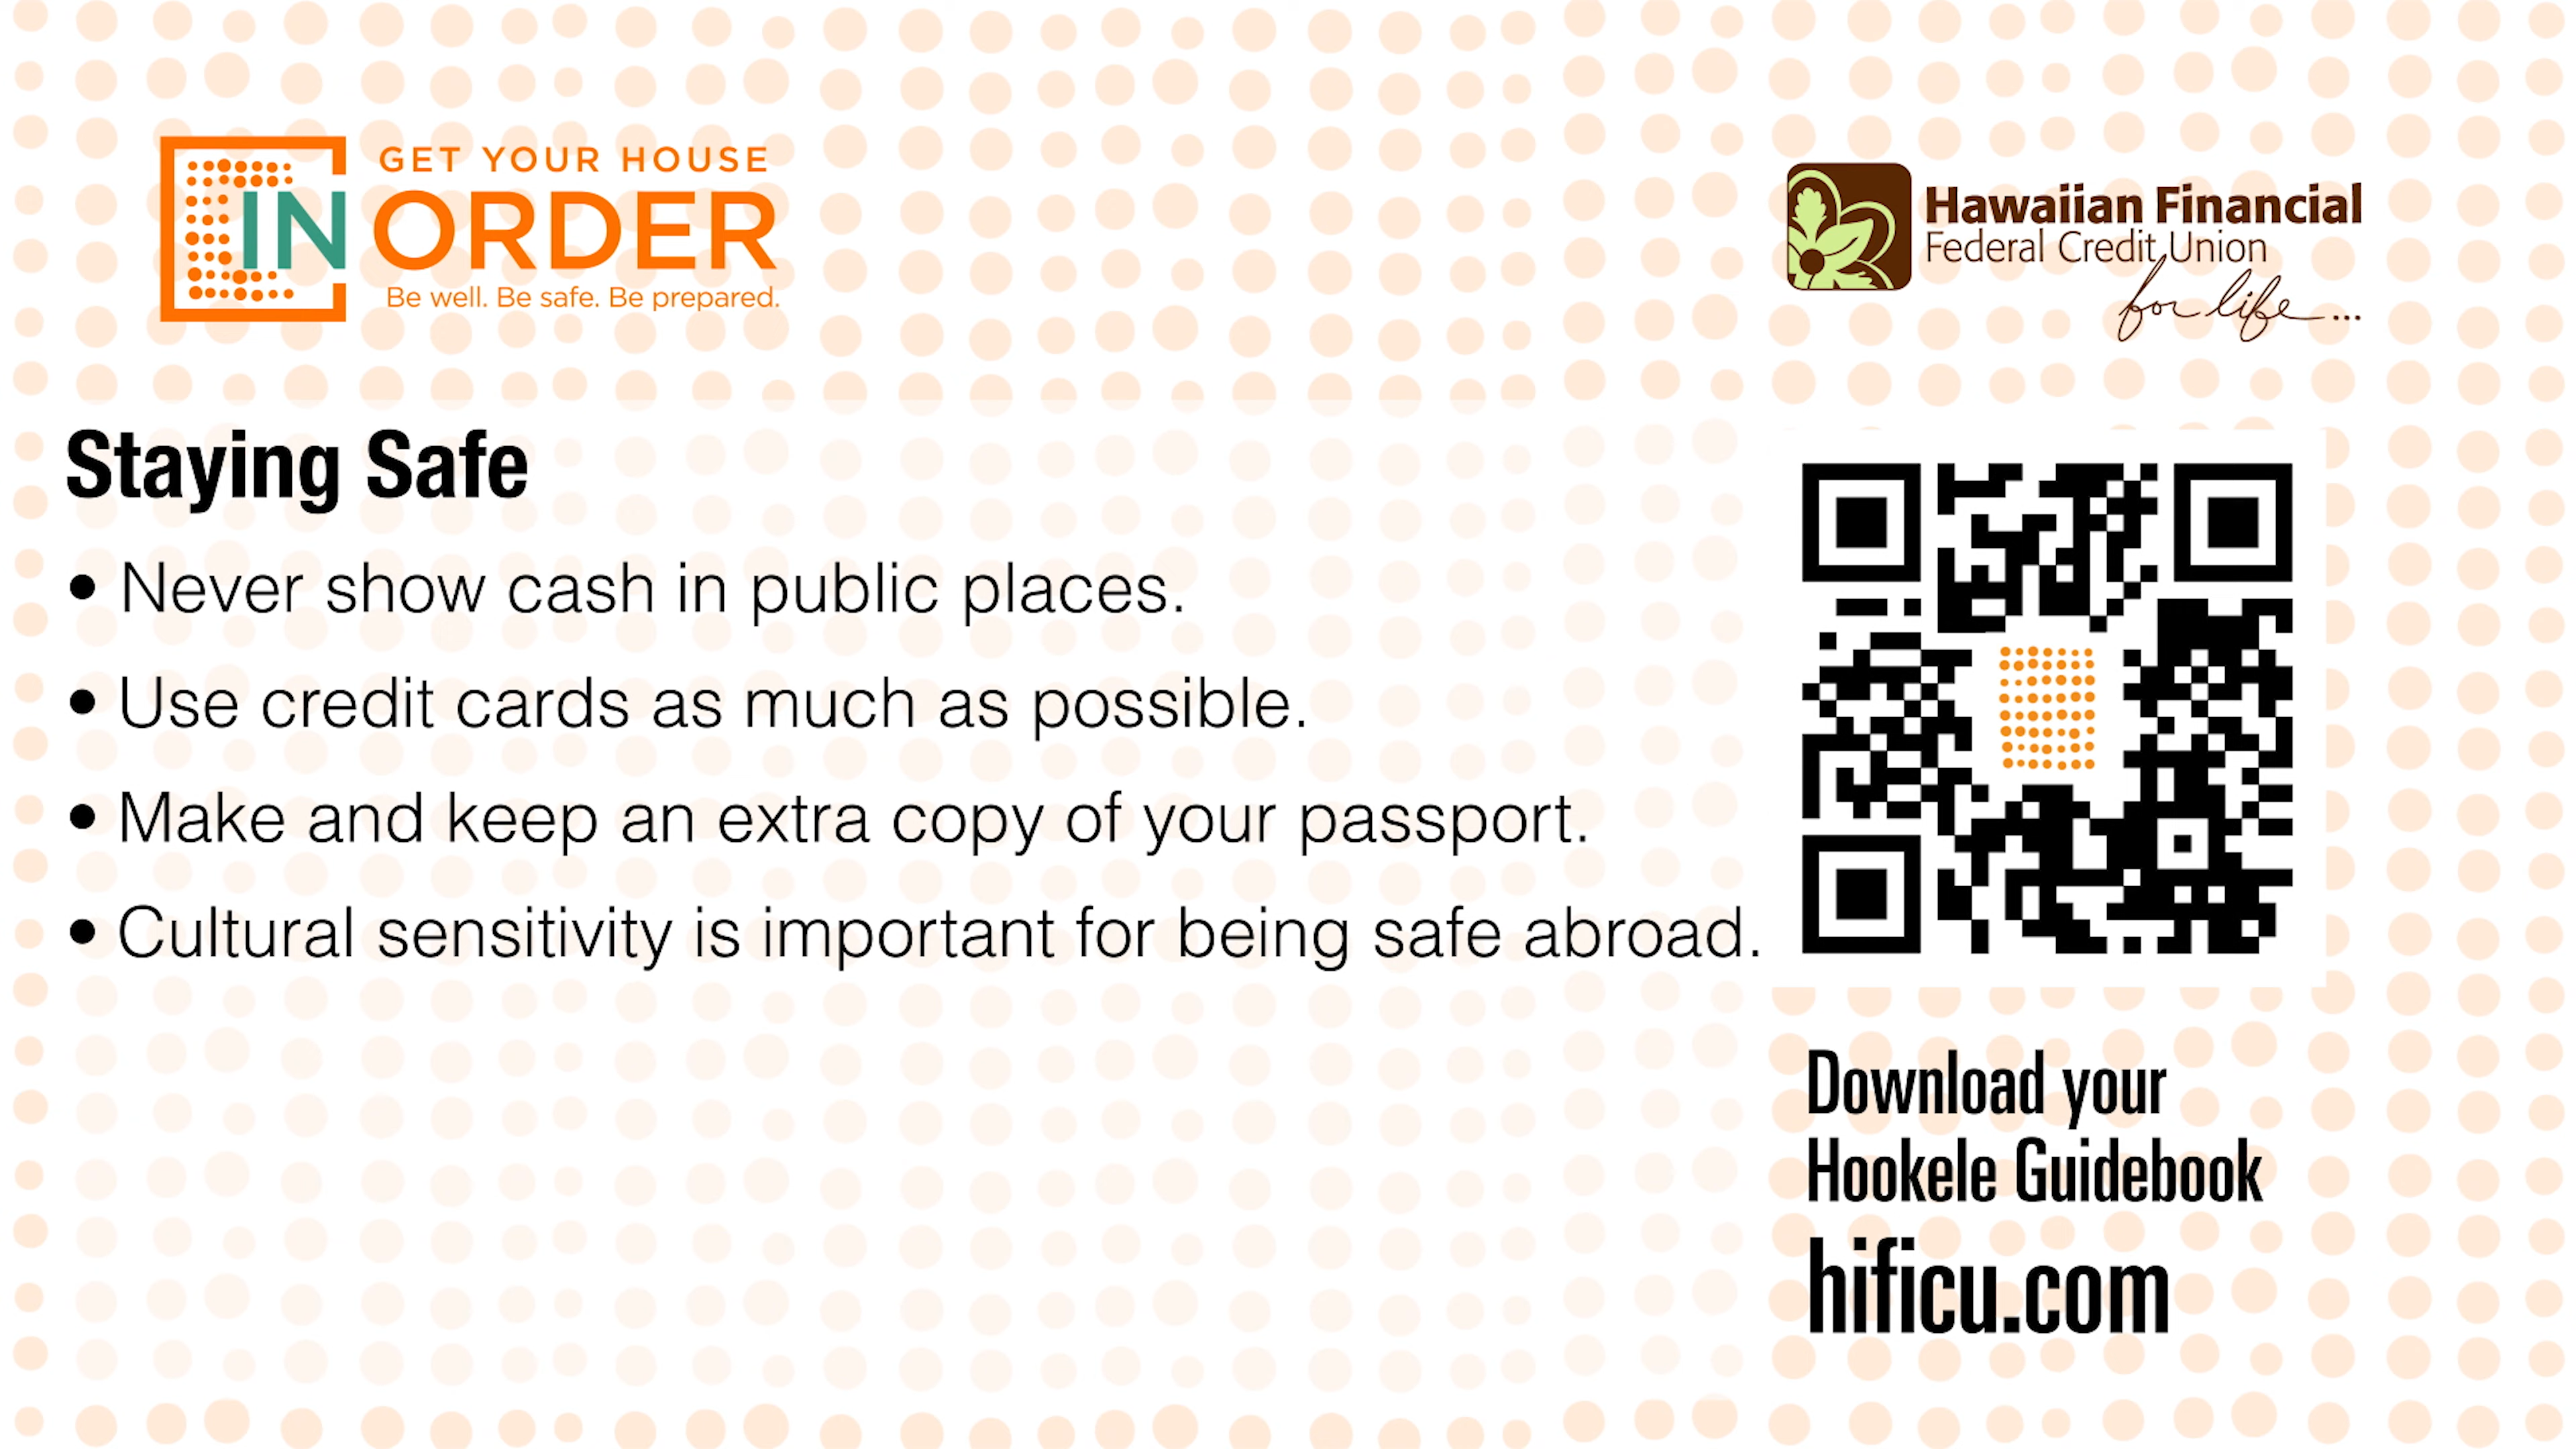 GET YOUR HOUSE
IN ORDER
Be well. Be safe. Be prepared.
Hawaiian Financial
Federal Credit Union
for life...
Staying Safe
• Never show cash in public places.
• Use credit cards as much as possible.
• Make and keep an extra copy of your passport.
• Cultural sensitivity is important for being safe abroad.
Download your
Hookele Guidebook
hificu.com